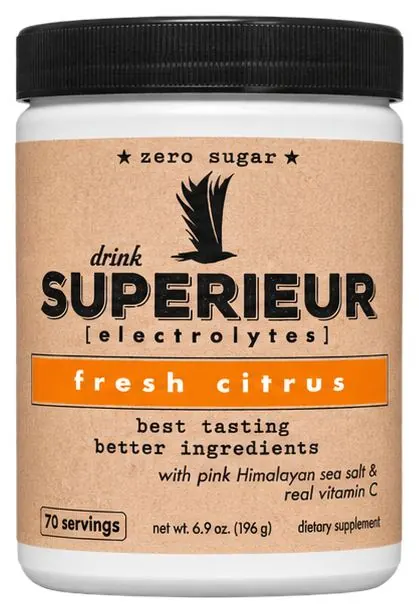 ★ zero sugar ★
drink
SUPERIEUR
[electrolytes]
fresh citrus
best tasting
better ingredients
with pink Himalayan sea salt &
real vitamin C
70 servings
net wt. 6.9 oz. (196 g)
dietary supplement